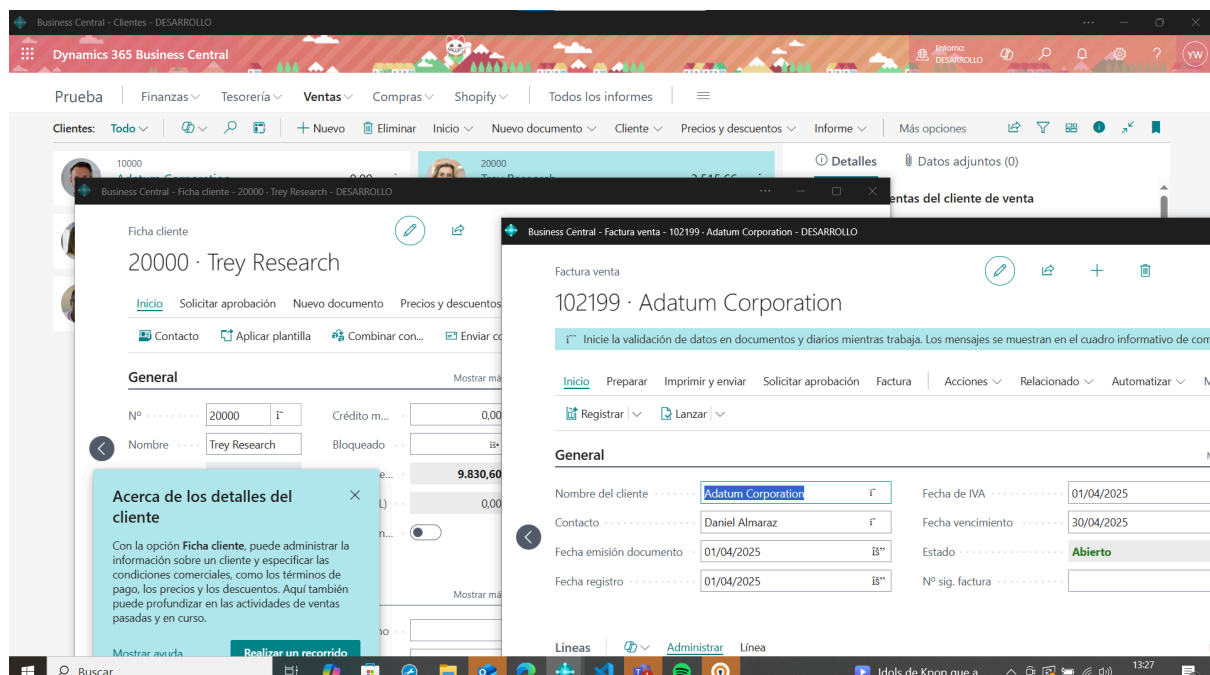 Business Central - Clientes - DESARROLLO
Dynamics 365 Business Central
Entorno:
DESARROLLO
YW
Prueba
Finanzas
Tesorería
Ventas
Compras
Shopify
Todos los informes
Clientes:
Todo
Nuevo
Eliminar
Inicio
Nuevo documento
Cliente
Precios y descuentos
Informe
Más opciones
10000
20000
Detalles
Datos adjuntos (0)
entas del cliente de venta
Business Central - Ficha cliente - 20000 · Trey Research - DESARROLLO
Ficha cliente
20000 · Trey Research
Inicio
Solicitar aprobación
Nuevo documento
Precios y descuentos
Contacto
Aplicar plantilla
Combinar con...
Enviar co
General
Mostrar má
Nº
20000
Crédito m...
0,00
Nombre
Trey Research
Bloqueado
e...
9.830,60
L)
0,00
n...
Mostrar má
no
Acerca de los detalles del
cliente
Con la opción Ficha cliente, puede administrar la
información sobre un cliente y especificar las
condiciones comerciales, como los términos de
pago, los precios y los descuentos. Aquí también
puede profundizar en las actividades de ventas
pasadas y en curso.
Mostrar ayuda
Realizar un recorrido
Business Central - Factura venta - 102199 · Adatum Corporation - DESARROLLO
Factura venta
102199 · Adatum Corporation
Inicie la validación de datos en documentos y diarios mientras trabaja. Los mensajes se muestran en el cuadro informativo de com
Inicio
Preparar
Imprimir y enviar
Solicitar aprobación
Factura
Acciones
Relacionado
Automatizar
Registrar
Lanzar
General
Nombre del cliente
Adatum Corporation
Fecha de IVA
01/04/2025
Contacto
Daniel Almaraz
Fecha vencimiento
30/04/2025
Fecha emisión documento
01/04/2025
Estado
Abierto
Fecha registro
01/04/2025
Nº sig. factura
Líneas
Administrar
Línea
Buscar
Idols de Kpop que a
13:27